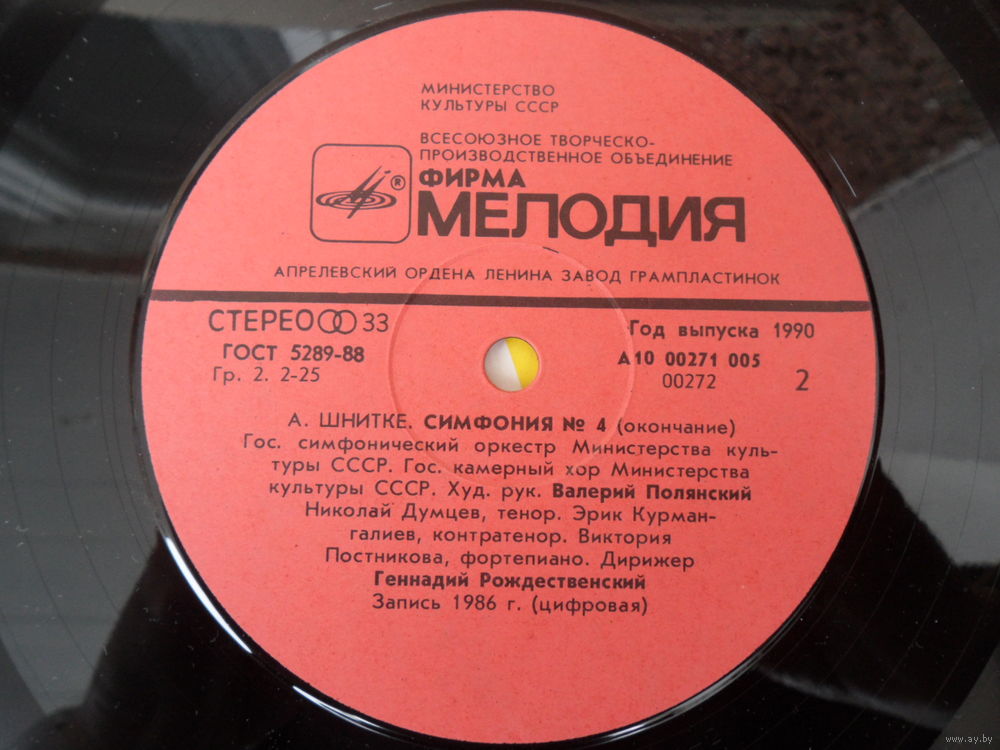 МИНИСТЕРСТВО
КУЛЬТУРЫ СССР
ВСЕСОЮЗНОЕ ТВОРЧЕСКО-
ПРОИЗВОДСТВЕННОЕ ОБЪЕДИНЕНИЕ
® ФИРМА
МЕЛОДИЯ
АПРЕЛЕВСКИЙ ОРДЕНА ЛЕНИНА ЗАВОД ГРАМПЛАСТИНОК
СТЕРЕО 33
Год выпуска 1990
ГОСТ 5289-88
А10 00271 005
Гр. 2. 2-25
00272
2
А. ШНИТКЕ. СИМФОНИЯ № 4 (окончание)
Гос. симфонический оркестр Министерства куль-
туры СССР. Гос. камерный хор Министерства
культуры СССР. Худ. рук. Валерий Полянский
Николай Думцев, тенор. Эрик Курман-
галиев, контратенор. Виктория
Постникова, фортепиано. Дирижер
Геннадий Рождественский
Запись 1986 г. (цифровая)
www.ay.by